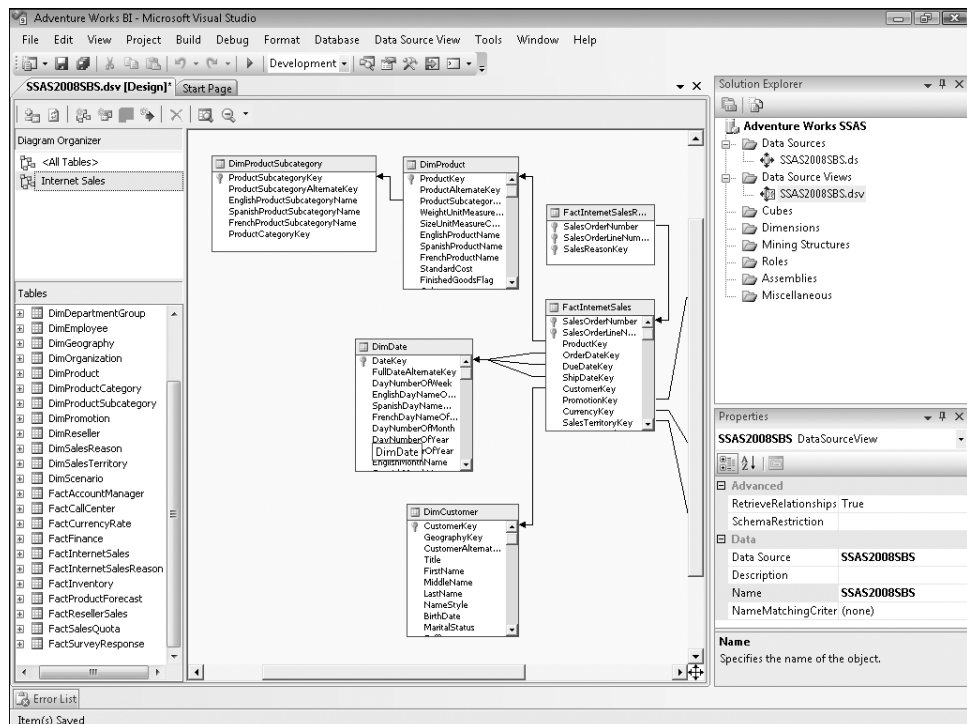 Adventure Works BI - Microsoft Visual Studio
File Edit View Project Build Debug Format Database Data Source View Tools Window Help
Development
SSAS2008SBS.dsv [Design]* Start Page
Diagram Organizer
<All Tables>
Internet Sales
Tables
DimDepartmentGroup
DimEmployee
DimGeography
DimOrganization
DimProduct
DimProductCategory
DimProductSubcategory
DimPromotion
DimReseller
DimSalesReason
DimSalesTerritory
DimScenario
FactAccountManager
FactCallCenter
FactCurrencyRate
FactFinance
FactInternetSales
FactInternetSalesReason
FactInventory
FactProductForecast
FactResellerSales
FactSalesQuota
FactSurveyResponse
DimProductSubcategory
ProductSubcategoryKey
ProductSubcategoryAlternateKey
EnglishProductSubcategoryName
SpanishProductSubcategoryName
FrenchProductSubcategoryName
ProductCategoryKey
DimProduct
ProductKey
ProductAlternateKey
ProductSubcategor...
WeightUnitMeasure...
SizeUnitMeasureC...
EnglishProductName
SpanishProductName
FrenchProductName
StandardCost
FinishedGoodsFlag
FactInternetSalesR...
SalesOrderNumber
SalesOrderLineNum...
SalesReasonKey
FactInternetSales
SalesOrderNumber
SalesOrderLineN...
ProductKey
OrderDateKey
DueDateKey
ShipDateKey
CustomerKey
PromotionKey
CurrencyKey
SalesTerritoryKey
DimDate
DateKey
FullDateAlternateKey
DayNumberOfWeek
EnglishDayNameO...
SpanishDayName...
FrenchDayNameOf...
DayNumberOfMonth
DayNumberOfYear
DimDate rOfYear
EnglishMonthName
DimCustomer
CustomerKey
GeographyKey
CustomerAlternat...
Title
FirstName
MiddleName
LastName
NameStyle
BirthDate
MaritalStatus
Solution Explorer
Adventure Works SSAS
Data Sources
SSAS2008SBS.ds
Data Source Views
SSAS2008SBS.dsv
Cubes
Dimensions
Mining Structures
Roles
Assemblies
Miscellaneous
Properties
SSAS2008SBS DataSourceView
Advanced
RetrieveRelationships True
SchemaRestriction
Data
Data Source SSAS2008SBS
Description
Name SSAS2008SBS
NameMatchingCriter (none)
Name
Specifies the name of the object.
Error List
Item(s) Saved